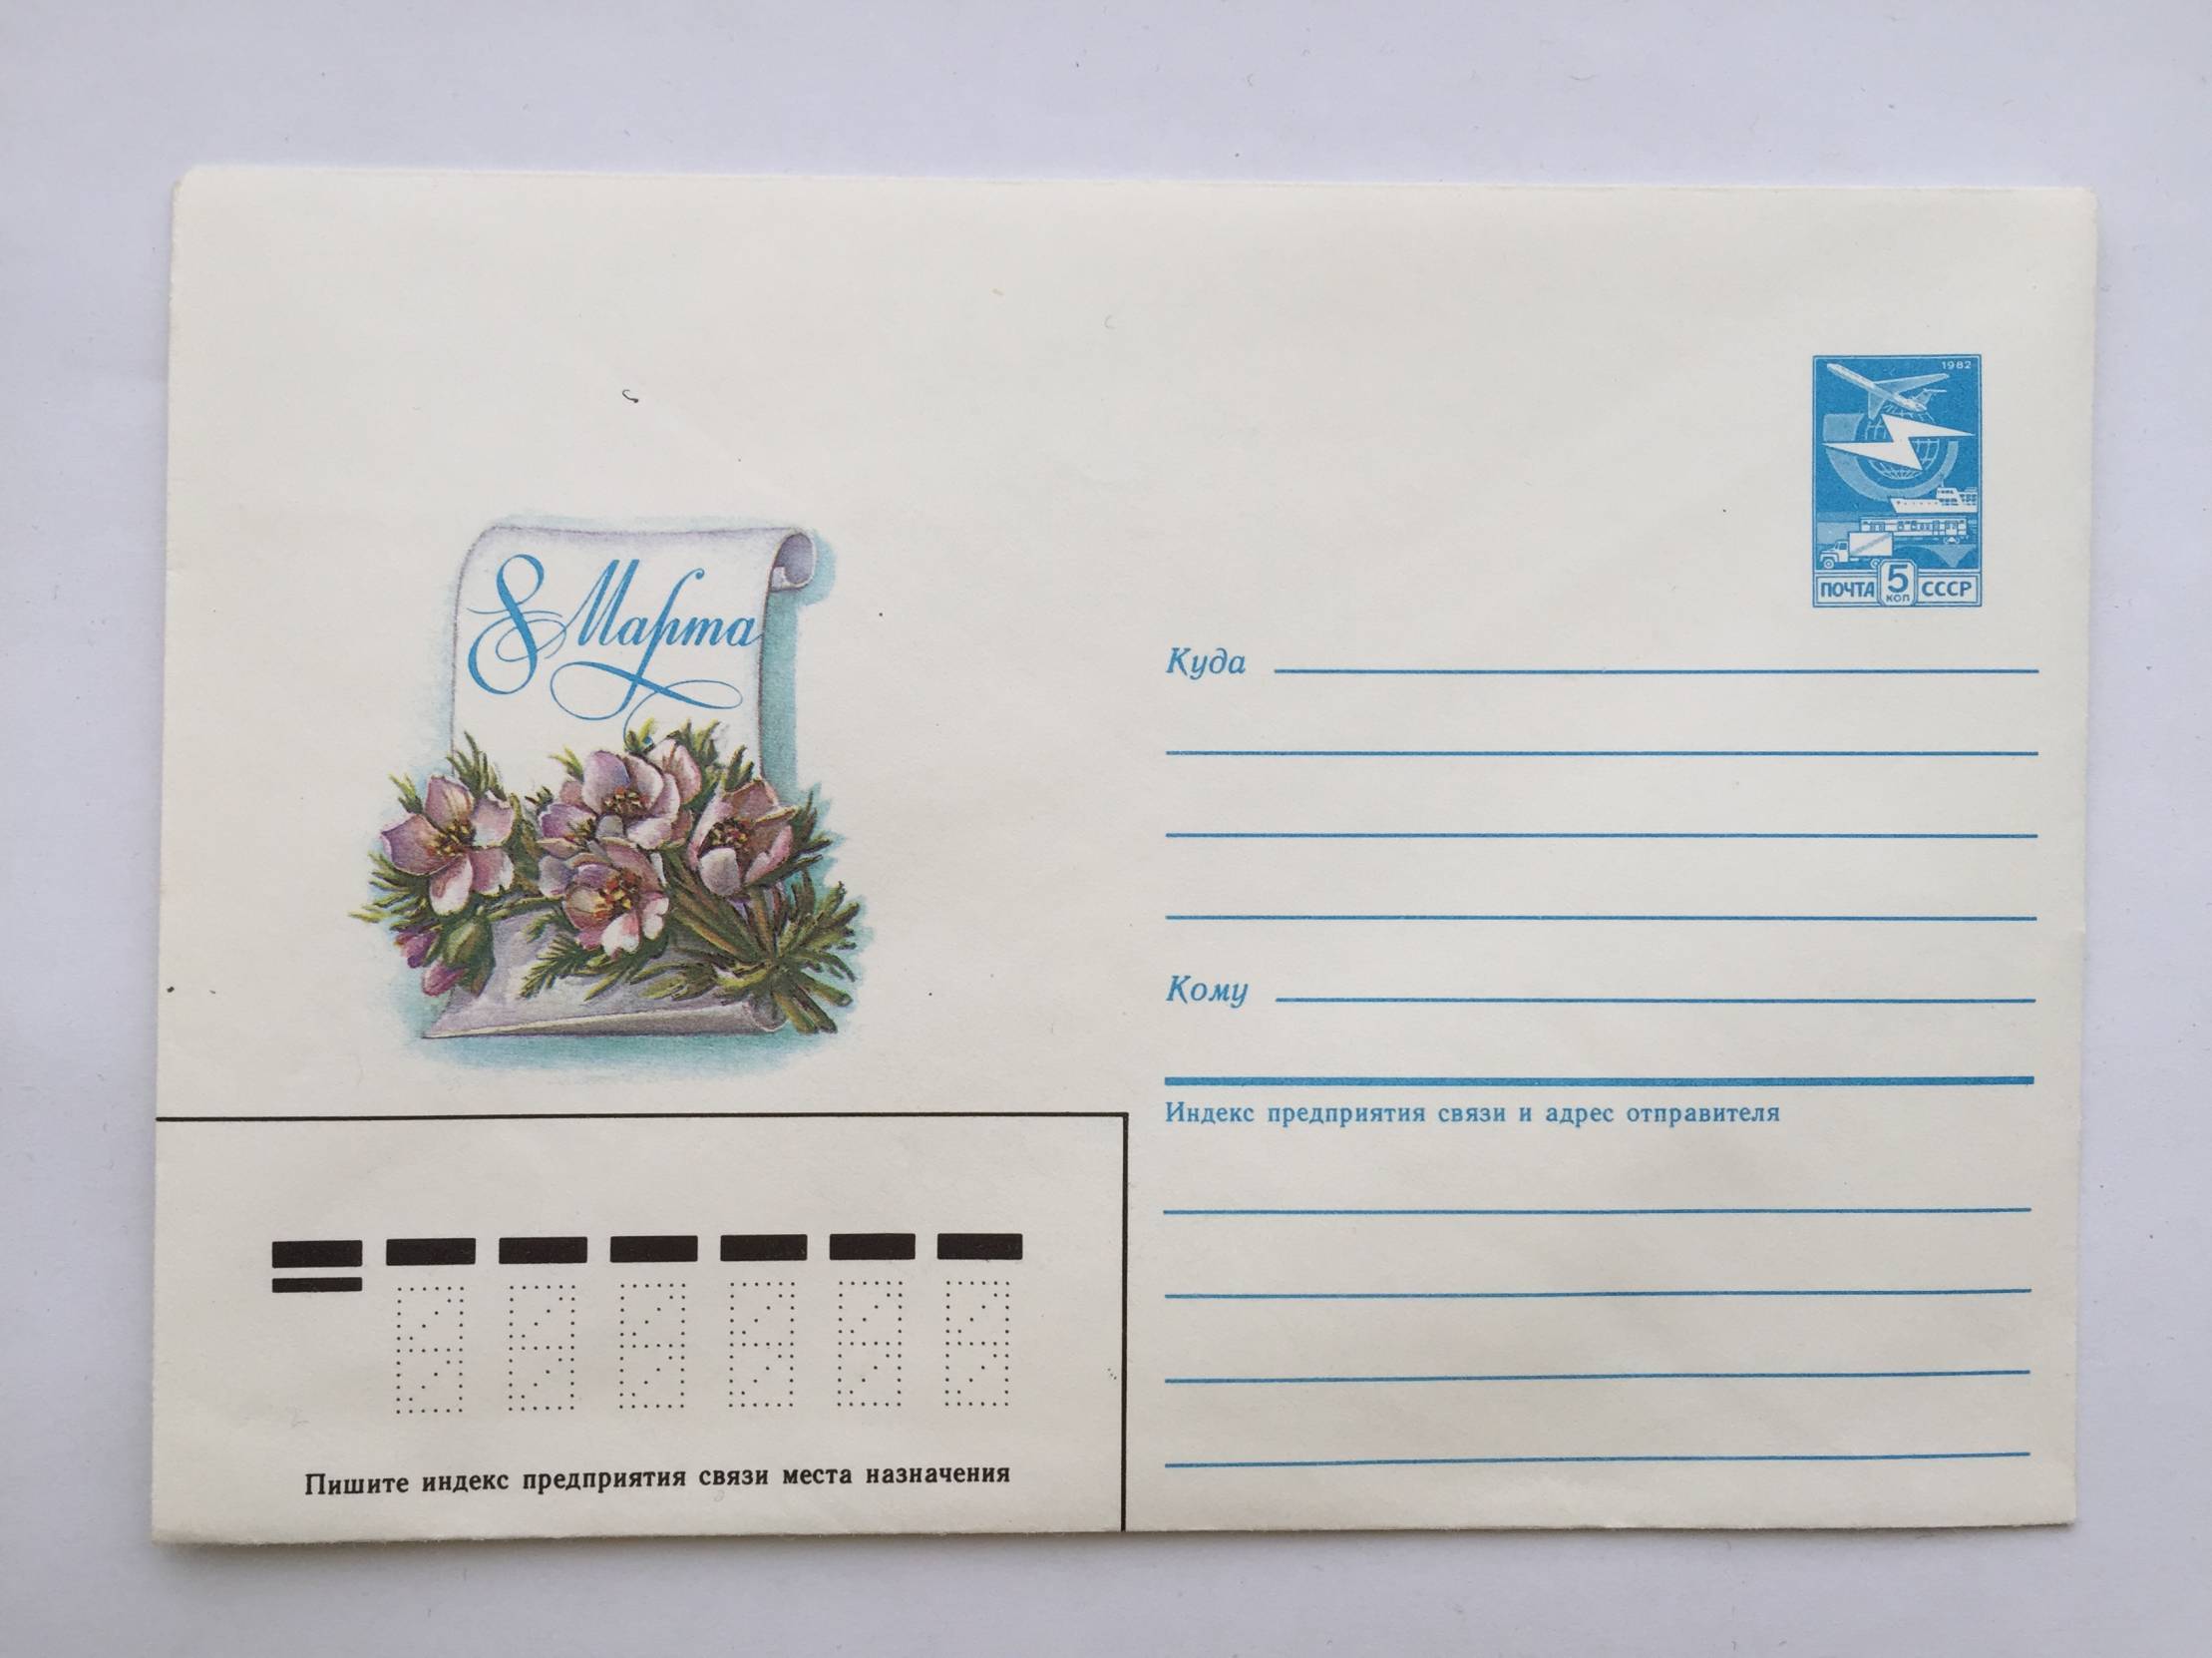 1982
ПОЧТА 5 КОП СССР
8 Марта
Куда
Кому
Индекс предприятия связи и адрес отправителя
Пишите индекс предприятия связи места назначения